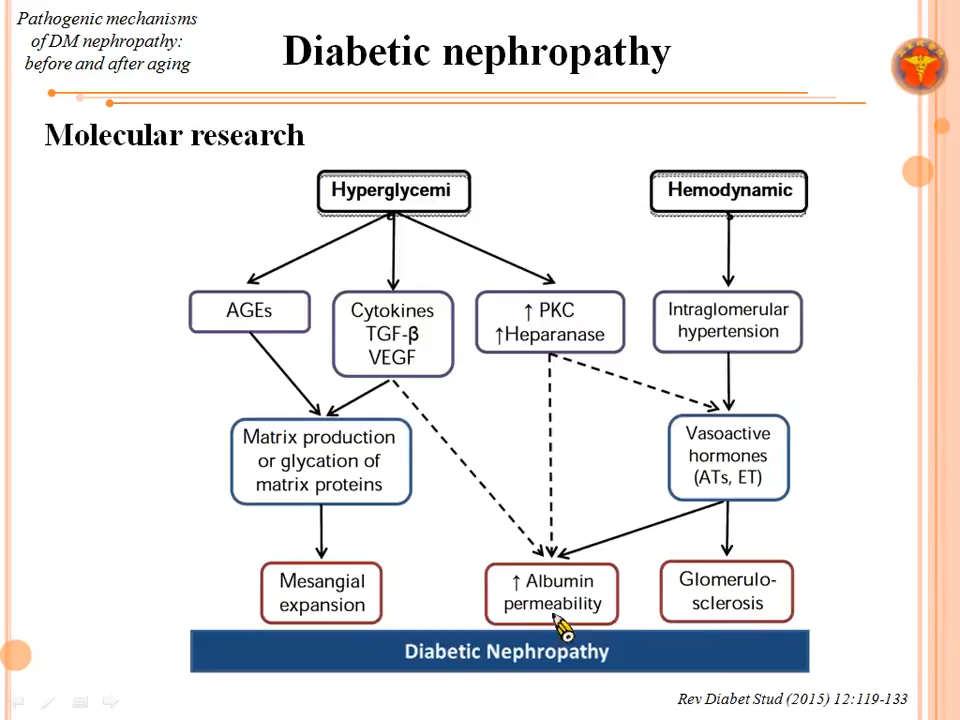 Pathogenic mechanisms
of DM nephropathy:
before and after aging
Diabetic nephropathy
Molecular research
Hyperglycemi
Hemodynamic
AGEs
Cytokines
TGF-β
VEGF
↑ PKC
↑Heparanase
Intraglomerular
hypertension
Matrix production
or glycation of
matrix proteins
Vasoactive
hormones
(ATs, ET)
Mesangial
expansion
↑ Albumin
permeability
Glomerulo-
sclerosis
Diabetic Nephropathy
Rev Diabet Stud (2015) 12:119-133